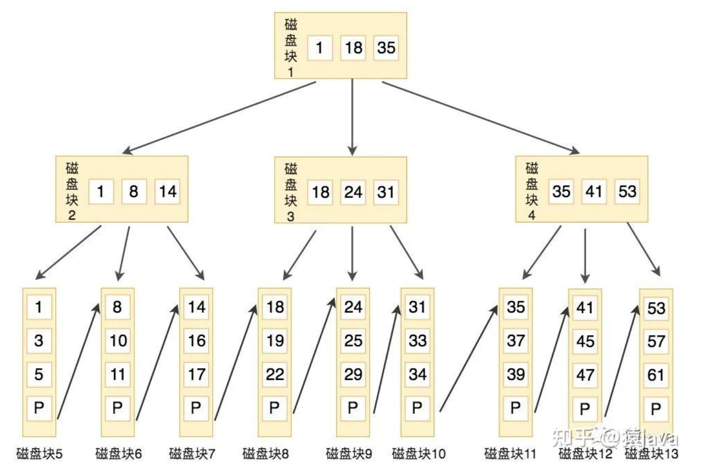 磁盘块1
1 18 35
磁盘块2
1 8 14
磁盘块3
18 24 31
磁盘块4
35 41 53
1 8 14 18 24 31 35 41 53
3 10 16 19 25 33 37 45 57
5 11 17 22 29 34 39 47 61
P P P P P P P P P
磁盘块5 磁盘块6 磁盘块7 磁盘块8 磁盘块9 磁盘块10 磁盘块11 磁盘块12 磁盘块13
知乎 @猿java